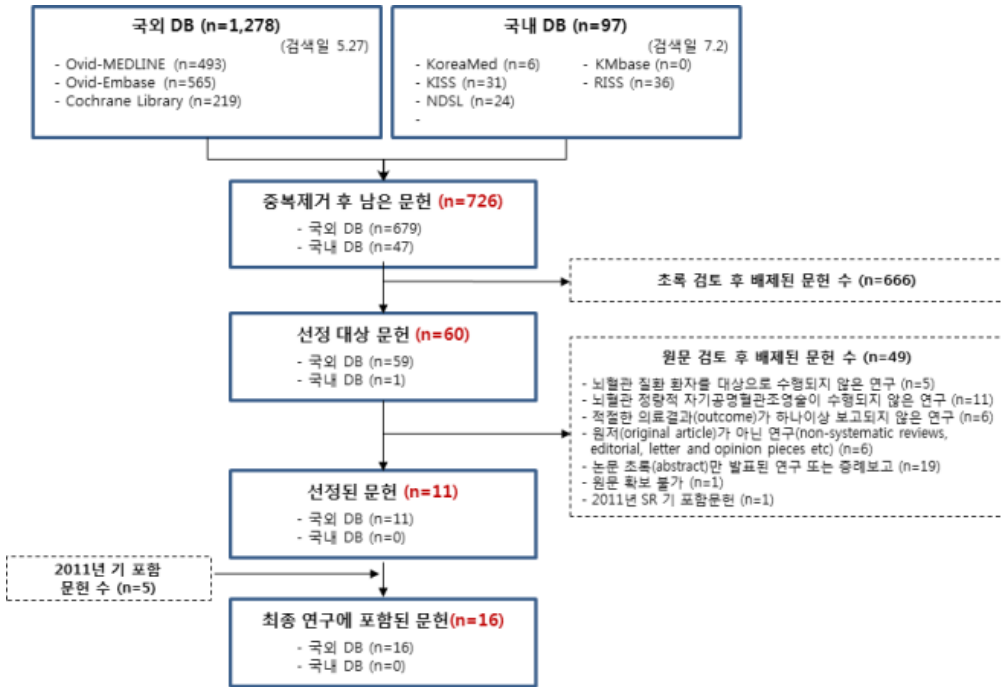 국외 DB (n=1,278)
(검색일 5.27)
- Ovid-MEDLINE (n=493)
- Ovid-Embase (n=565)
- Cochrane Library (n=219)
국내 DB (n=97)
(검색일 7.2)
- KoreaMed (n=6)
- KISS (n=31)
- NDSL (n=24)
-
- KMbase (n=0)
- RISS (n=36)
중복제거 후 남은 문헌 (n=726)
- 국외 DB (n=679)
- 국내 DB (n=47)
초록 검토 후 배제된 문헌 수 (n=666)
선정 대상 문헌 (n=60)
- 국외 DB (n=59)
- 국내 DB (n=1)
원문 검토 후 배제된 문헌 수 (n=49)
- 뇌혈관 질환 환자를 대상으로 수행되지 않은 연구 (n=5)
- 뇌혈관 정량적 자기공명혈관조영술이 수행되지 않은 연구 (n=11)
- 적절한 의료결과(outcome)가 하나이상 보고되지 않은 연구 (n=6)
- 원저(original article)가 아닌 연구(non-systematic reviews,
editorial, letter and opinion pieces etc) (n=6)
- 논문 초록(abstract)만 발표된 연구 또는 증례보고 (n=19)
- 원문 확보 불가 (n=1)
- 2011년 SR 기 포함문헌 (n=1)
선정된 문헌 (n=11)
- 국외 DB (n=11)
- 국내 DB (n=0)
2011년 기 포함
문헌 수 (n=5)
최종 연구에 포함된 문헌(n=16)
- 국외 DB (n=16)
- 국내 DB (n=0)